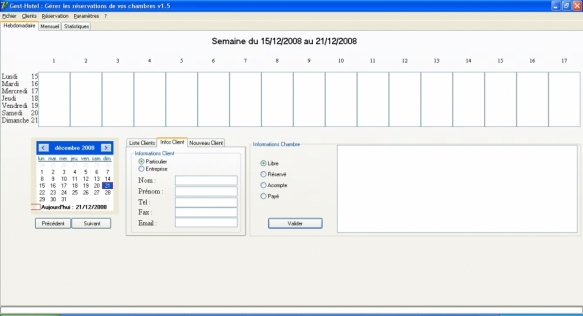 Gest-Hotel : Gérer les réservations de vos chambres v1.5
Fichier Clients Réservation Paramètres ?
Hebdomadaire Mensuel Statistiques
Semaine du 15/12/2008 au 21/12/2008
1 2 3 4 5 6 7 8 9 10 11 12 13 14 15 16 17
Lundi 15
Mardi 16
Mercredi 17
Jeudi 18
Vendredi 19
Samedi 20
Dimanche 21
décembre 2008
lun. mar. mer. jeu. ven. sam. dim.
1 2 3 4 5 6 7
8 9 10 11 12 13 14
15 16 17 18 19 20 21
22 23 24 25 26 27 28
29 30 31
Aujourd'hui : 21/12/2008
Précédent Suivant
Liste Clients Infos Client Nouveau Client
Informations Client
Particulier
Entreprise
Nom :
Prénom :
Tel :
Fax :
Email :
Informations Chambre
Libre
Réservé
Acompte
Payé
Valider